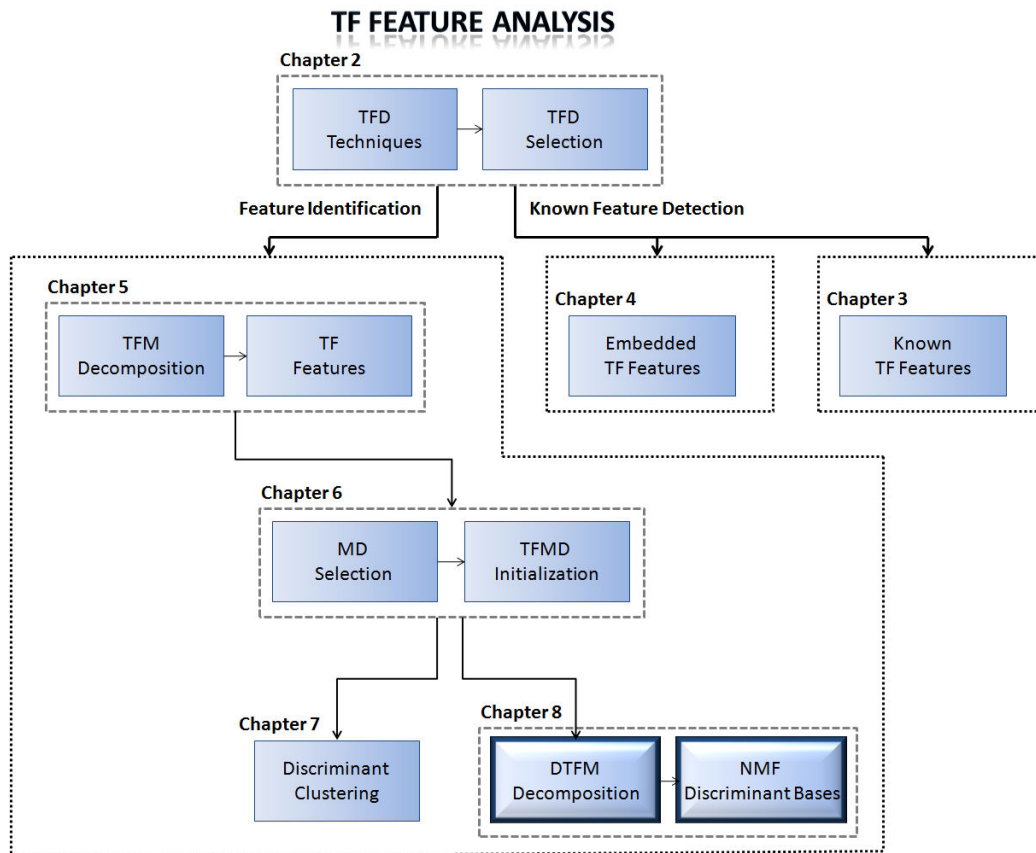 TF FEATURE ANALYSIS
Chapter 2
TFD
Techniques
TFD
Selection
Feature Identification
Known Feature Detection
Chapter 5
TFM
Decomposition
TF
Features
Chapter 4
Embedded
TF Features
Chapter 3
Known
TF Features
Chapter 6
MD
Selection
TFMD
Initialization
Chapter 7
Discriminant
Clustering
Chapter 8
DTFM
Decomposition
NMF
Discriminant Bases